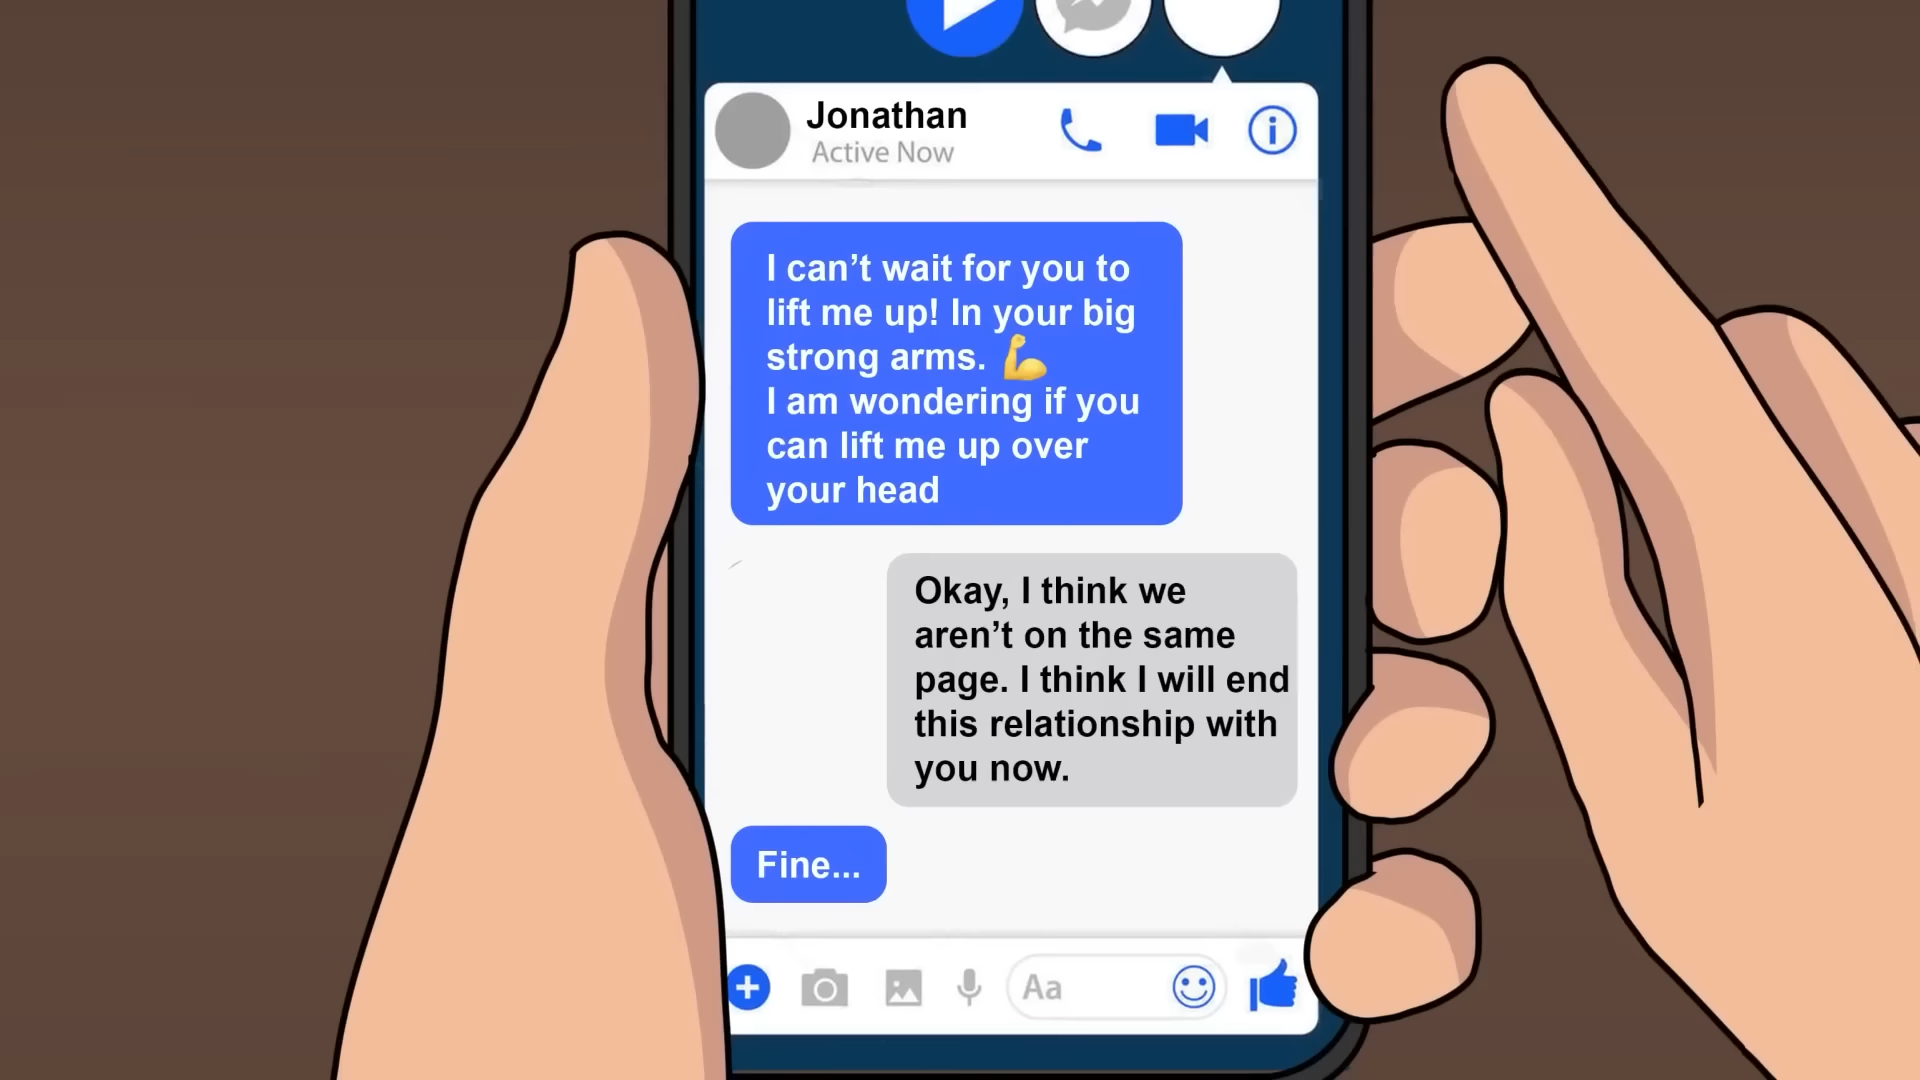 Jonathan
Active Now
I can’t wait for you to
lift me up! In your big
strong arms. 💪
I am wondering if you
can lift me up over
your head
Okay, I think we
aren’t on the same
page. I think I will end
this relationship with
you now.
Fine...
Aa